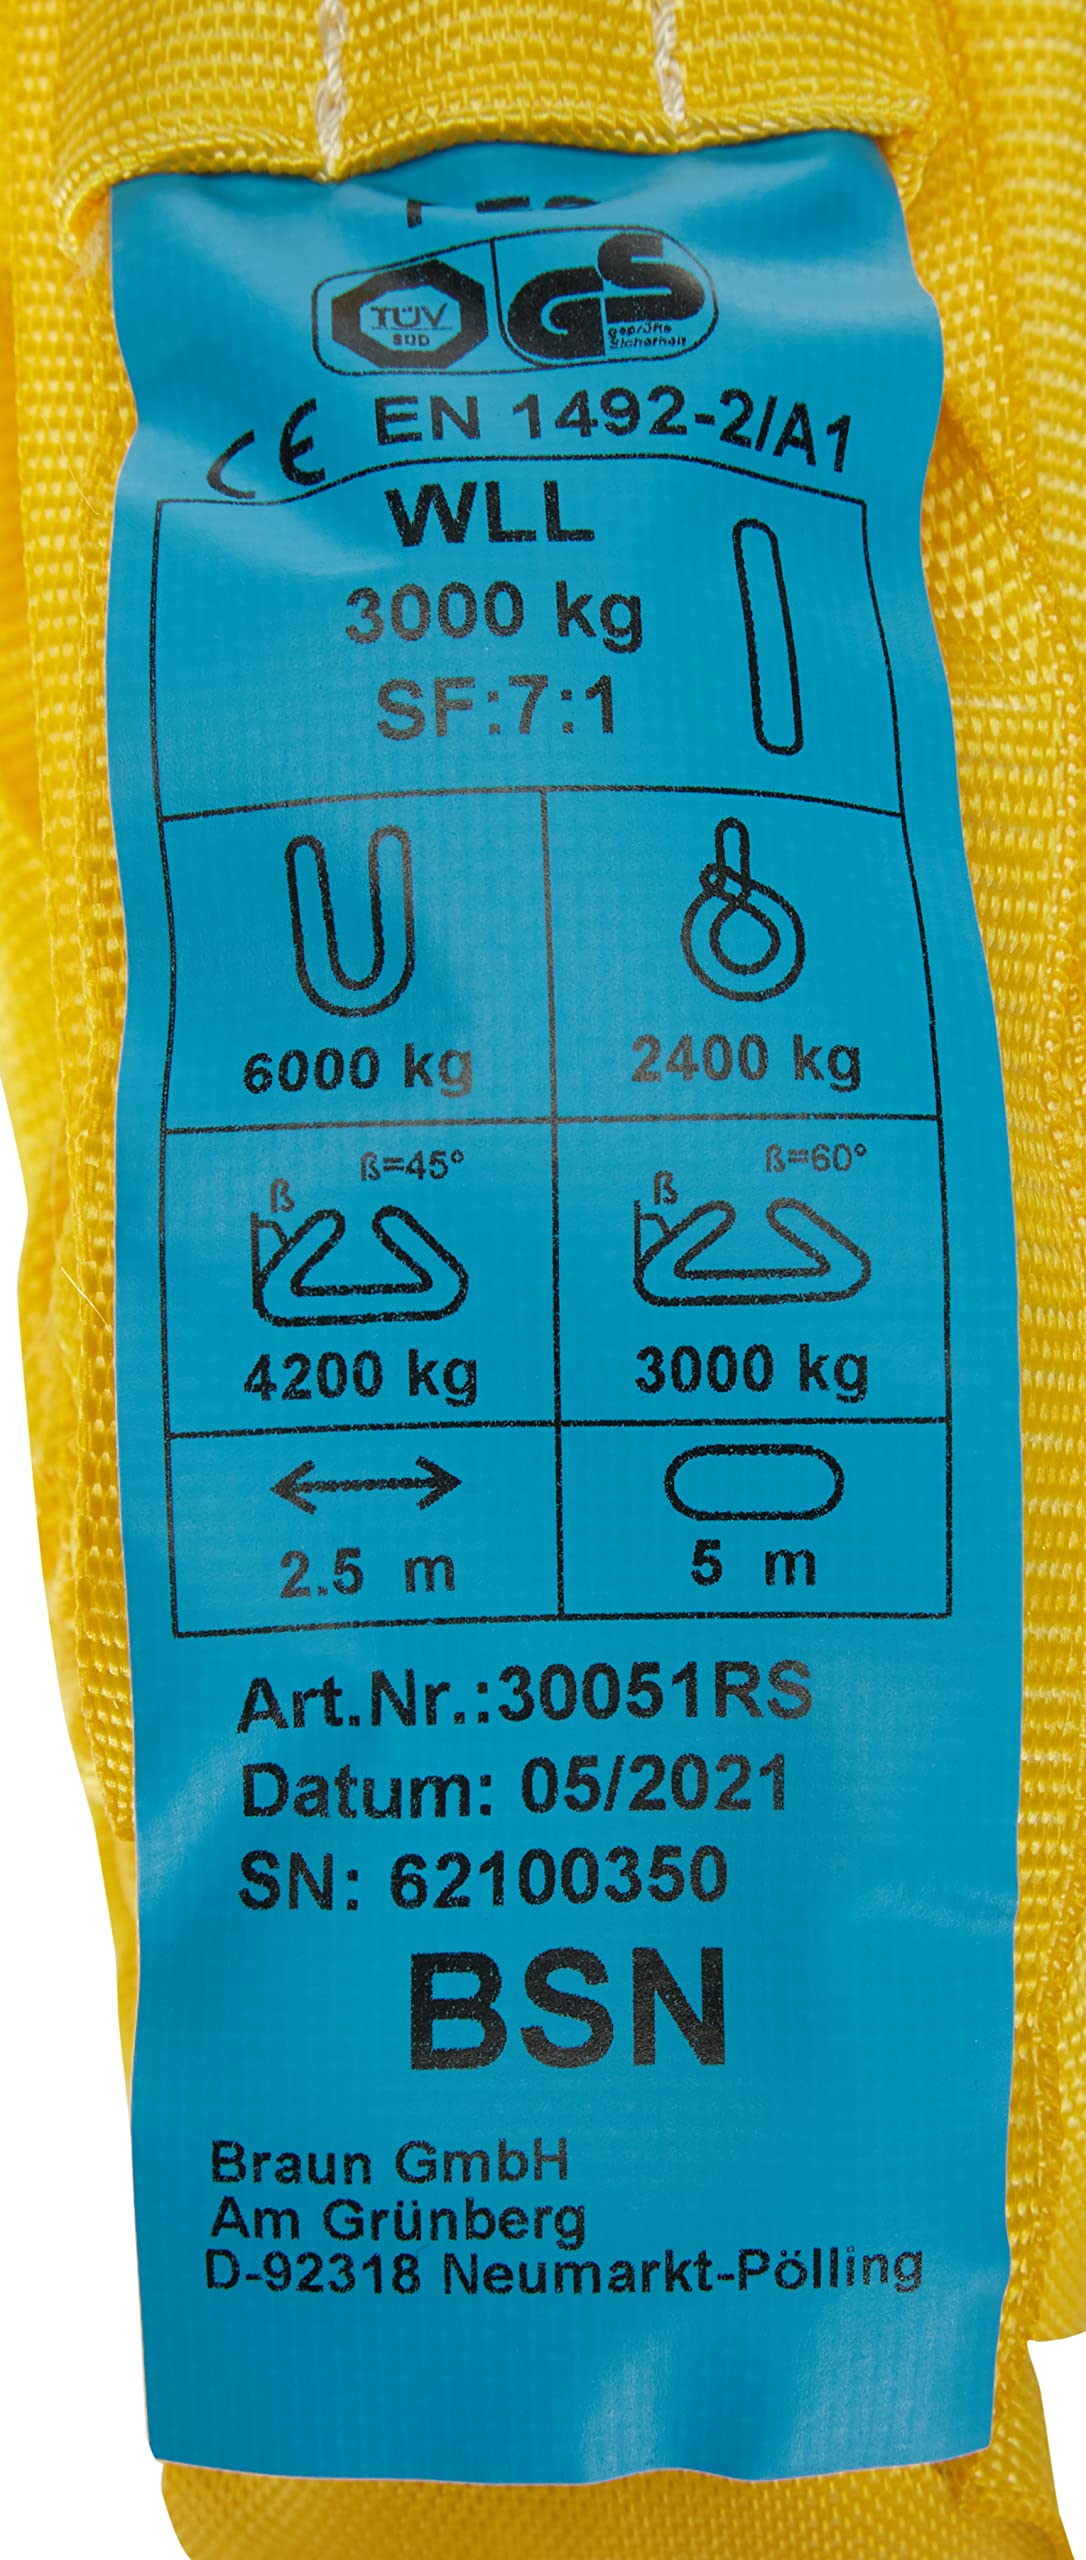 TÜV
SÜD
GS
geprüfte
Sicherheit
CE EN 1492-2/A1
WLL
3000 kg
SF:7:1
6000 kg 2400 kg
ß=45° ß=60°
ß ß
4200 kg 3000 kg
2.5 m 5 m
Art.Nr.:30051RS
Datum: 05/2021
SN: 62100350
BSN
Braun GmbH
Am Grünberg
D-92318 Neumarkt-Pölling